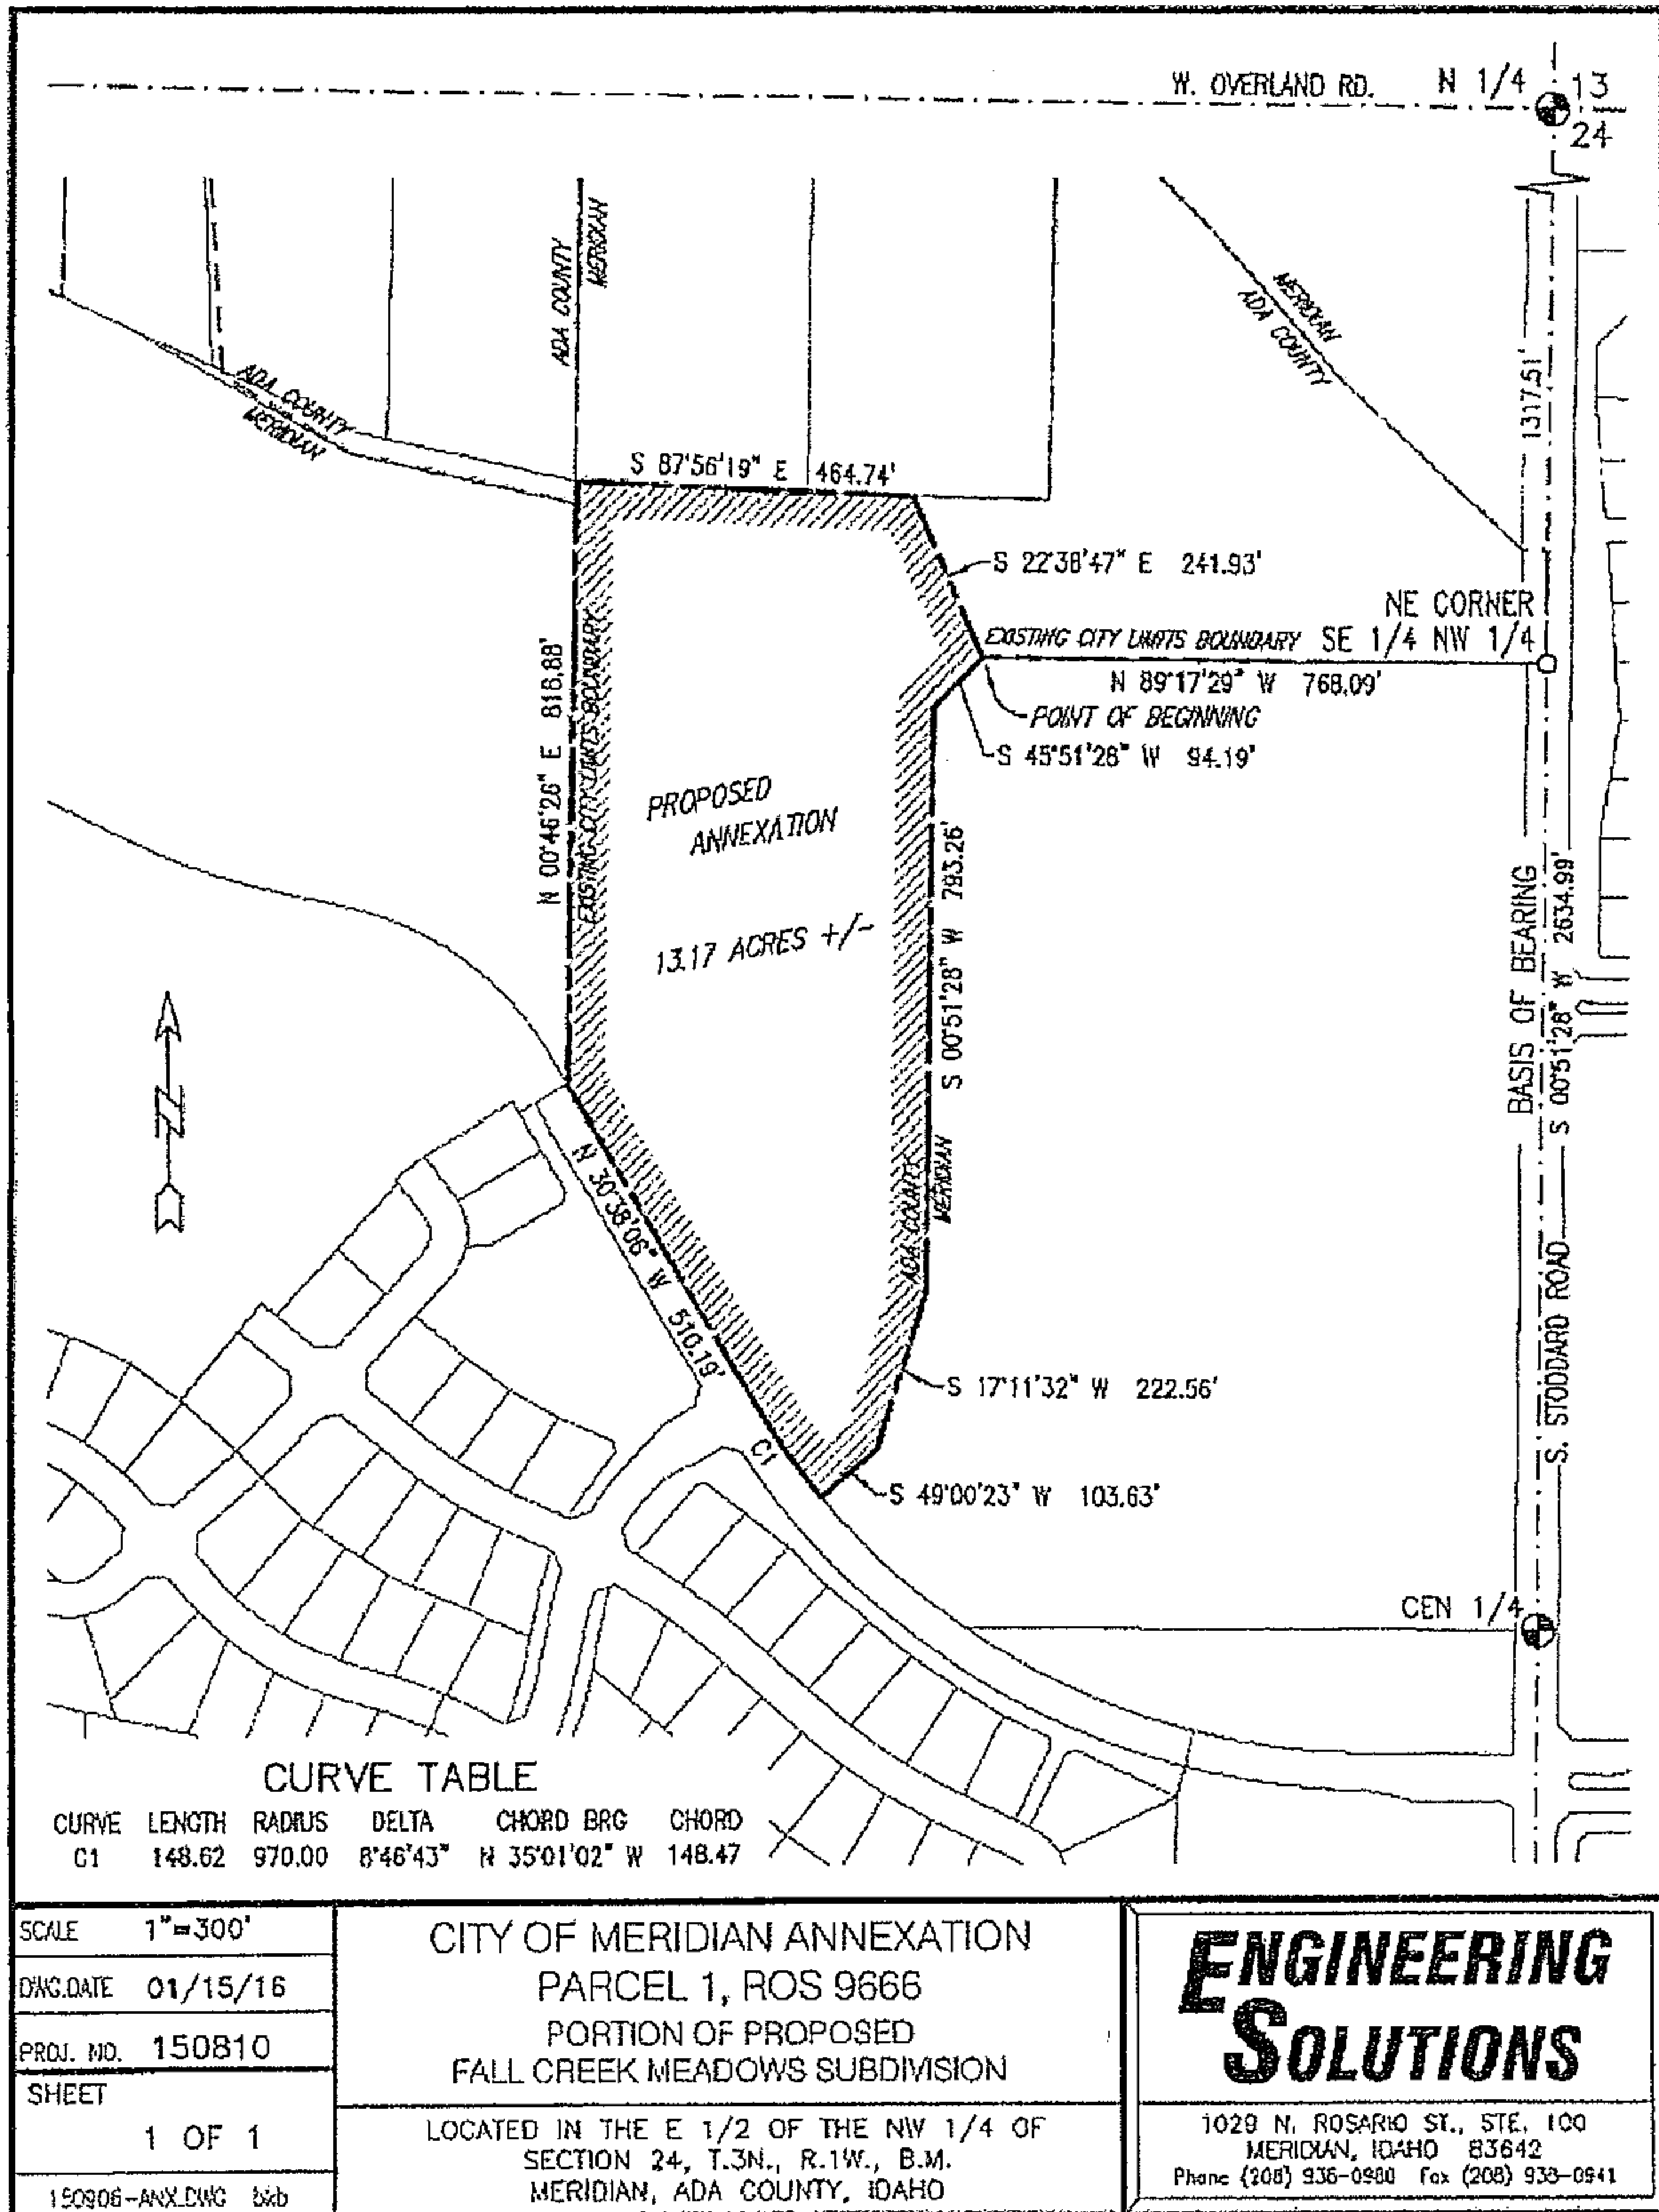 W. OVERLAND RD.
N 1/4
13
24
ADA COUNTY
MERIDIAN
MERIDIAN
ADA COUNTY
ADA COUNTY
MERIDIAN
1317.51'
S 87°56'19" E 464.74'
S 22°38'47" E 241.93'
NE CORNER
EXISTING CITY LIMITS BOUNDARY SE 1/4 NW 1/4
N 89°17'29" W 768.09'
POINT OF BEGINNING
S 45°51'28" W 94.19'
N 00°46'26" E 818.88'
EXISTING CITY LIMITS BOUNDARY
PROPOSED
ANNEXATION
13.17 ACRES +/-
S 00°51'28" W 793.26'
BASIS OF BEARING
S 00°51'28" W 2634.99'
N
ADA COUNTY
MERIDIAN
N 30°38'06" W 510.19'
S. STODDARD ROAD
S 17°11'32" W 222.56'
C1
S 49°00'23" W 103.63'
CEN 1/4
CURVE TABLE
CURVE LENGTH RADIUS DELTA CHORD BRG CHORD
C1 148.62 970.00 8°46'43" N 35°01'02" W 148.47
SCALE 1"=300'
DWG.DATE 01/15/16
PROJ. NO. 150810
SHEET
1 OF 1
150906-ANX.DWG bkb
CITY OF MERIDIAN ANNEXATION
PARCEL 1, ROS 9666
PORTION OF PROPOSED
FALL CREEK MEADOWS SUBDIVISION
LOCATED IN THE E 1/2 OF THE NW 1/4 OF
SECTION 24, T.3N., R.1W., B.M.
MERIDIAN, ADA COUNTY, IDAHO
ENGINEERING
SOLUTIONS
1029 N. ROSARIO ST., STE. 100
MERIDIAN, IDAHO 83642
Phone (208) 938-0980 Fax (208) 938-0941